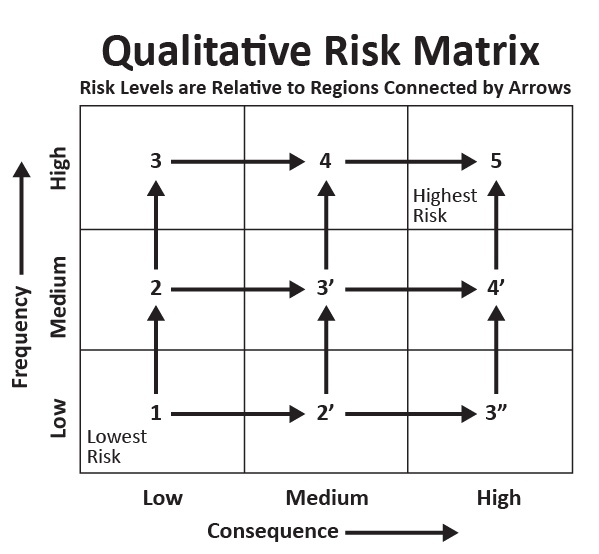 Qualitative Risk Matrix
Risk Levels are Relative to Regions Connected by Arrows
Frequency
High
3
4
5
Highest
Risk
Medium
2
3’
4’
Low
1
2’
3”
Lowest
Risk
Low
Medium
High
Consequence